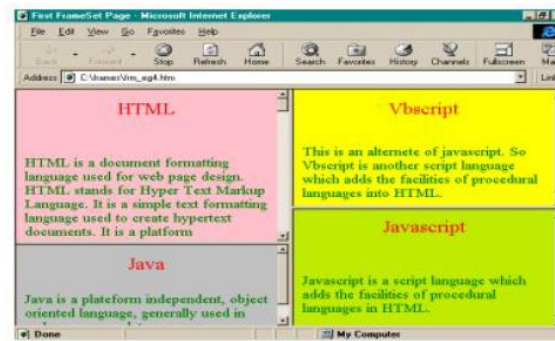 First FrameSet Page - Microsoft Internet Explorer
File Edit View Go Favorites Help
Back Forward Stop Refresh Home Search Favorites History Channels Fullscreen Ma
Address C:\frames\frm_eg4.htm Link
HTML
HTML is a document formatting
language used for web page design.
HTML stands for Hyper Text Markup
Language. It is a simple text formatting
language used to create hypertext
documents. It is a platform
Vbscript
This is an alternete of javascript. So
Vbscript is another script language
which adds the facilities of procedural
languages into HTML.
Java
Java is a plateform independent, object
oriented language, generally used in
Javascript
Javascript is a script language which
adds the facilities of procedural
languages in HTML.
Done My Computer